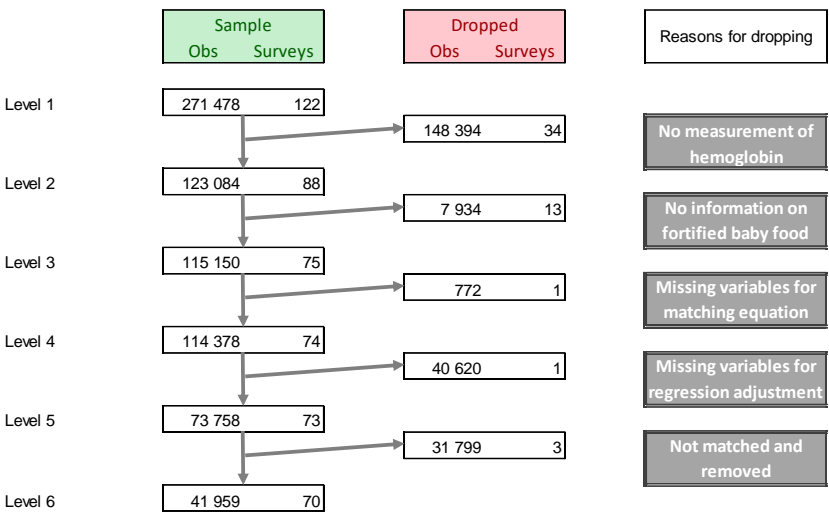 Sample
Obs Surveys
Dropped
Obs Surveys
Reasons for dropping
Level 1
271 478 122
148 394 34
No measurement of
hemoglobin
Level 2
123 084 88
7 934 13
No information on
fortified baby food
Level 3
115 150 75
772 1
Missing variables for
matching equation
Level 4
114 378 74
40 620 1
Missing variables for
regression adjustment
Level 5
73 758 73
31 799 3
Not matched and
removed
Level 6
41 959 70